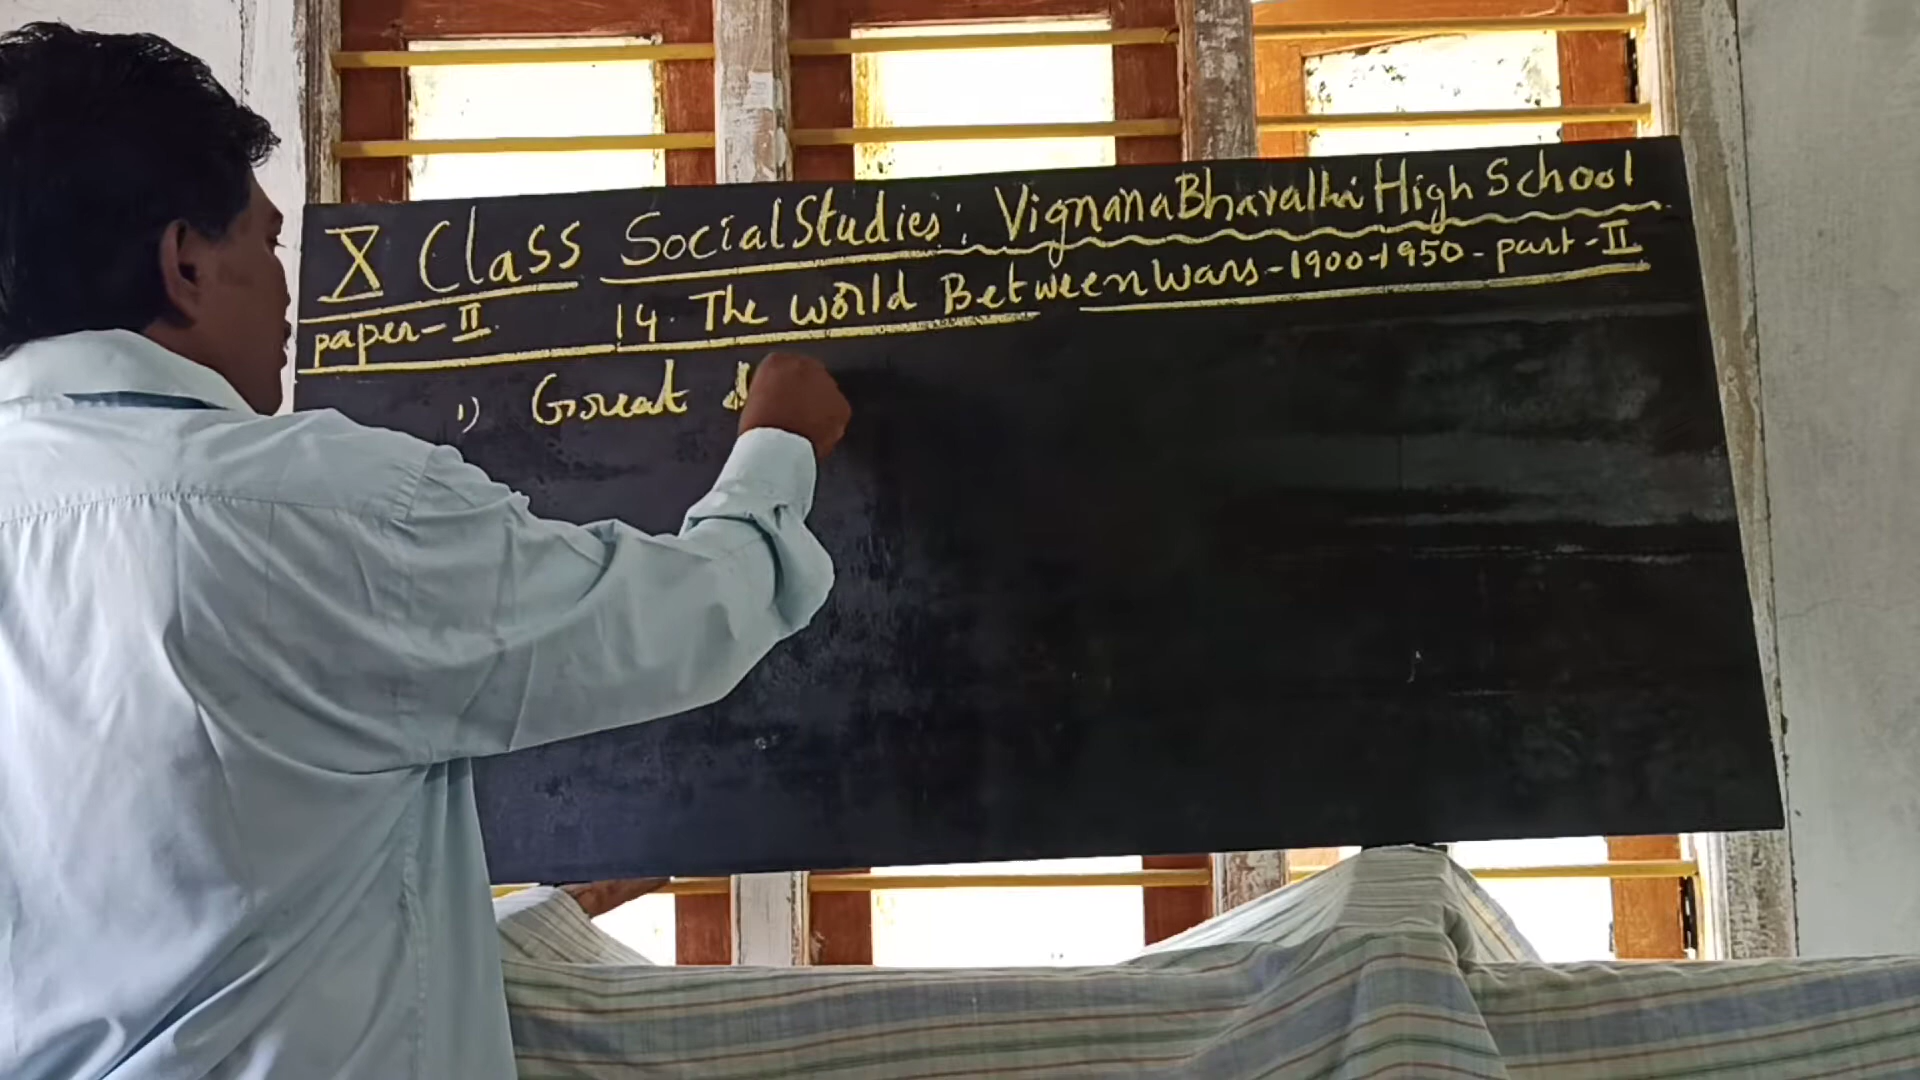 X Class Social Studies: Vignana Bharathi High School
paper-II 14. The world Between Wars-1900-1950-part-II
1) Great d